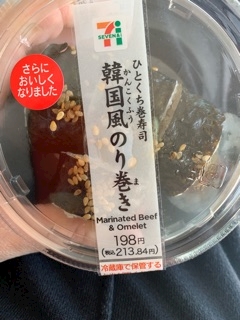 さらに
おいしく
なりました
7
SEVEN & i
ひとくち巻寿司
かんこくふう
韓国風のり巻き
ま
Marinated Beef
& Omelet
198円
(税込213.84円)
冷蔵庫で保管する